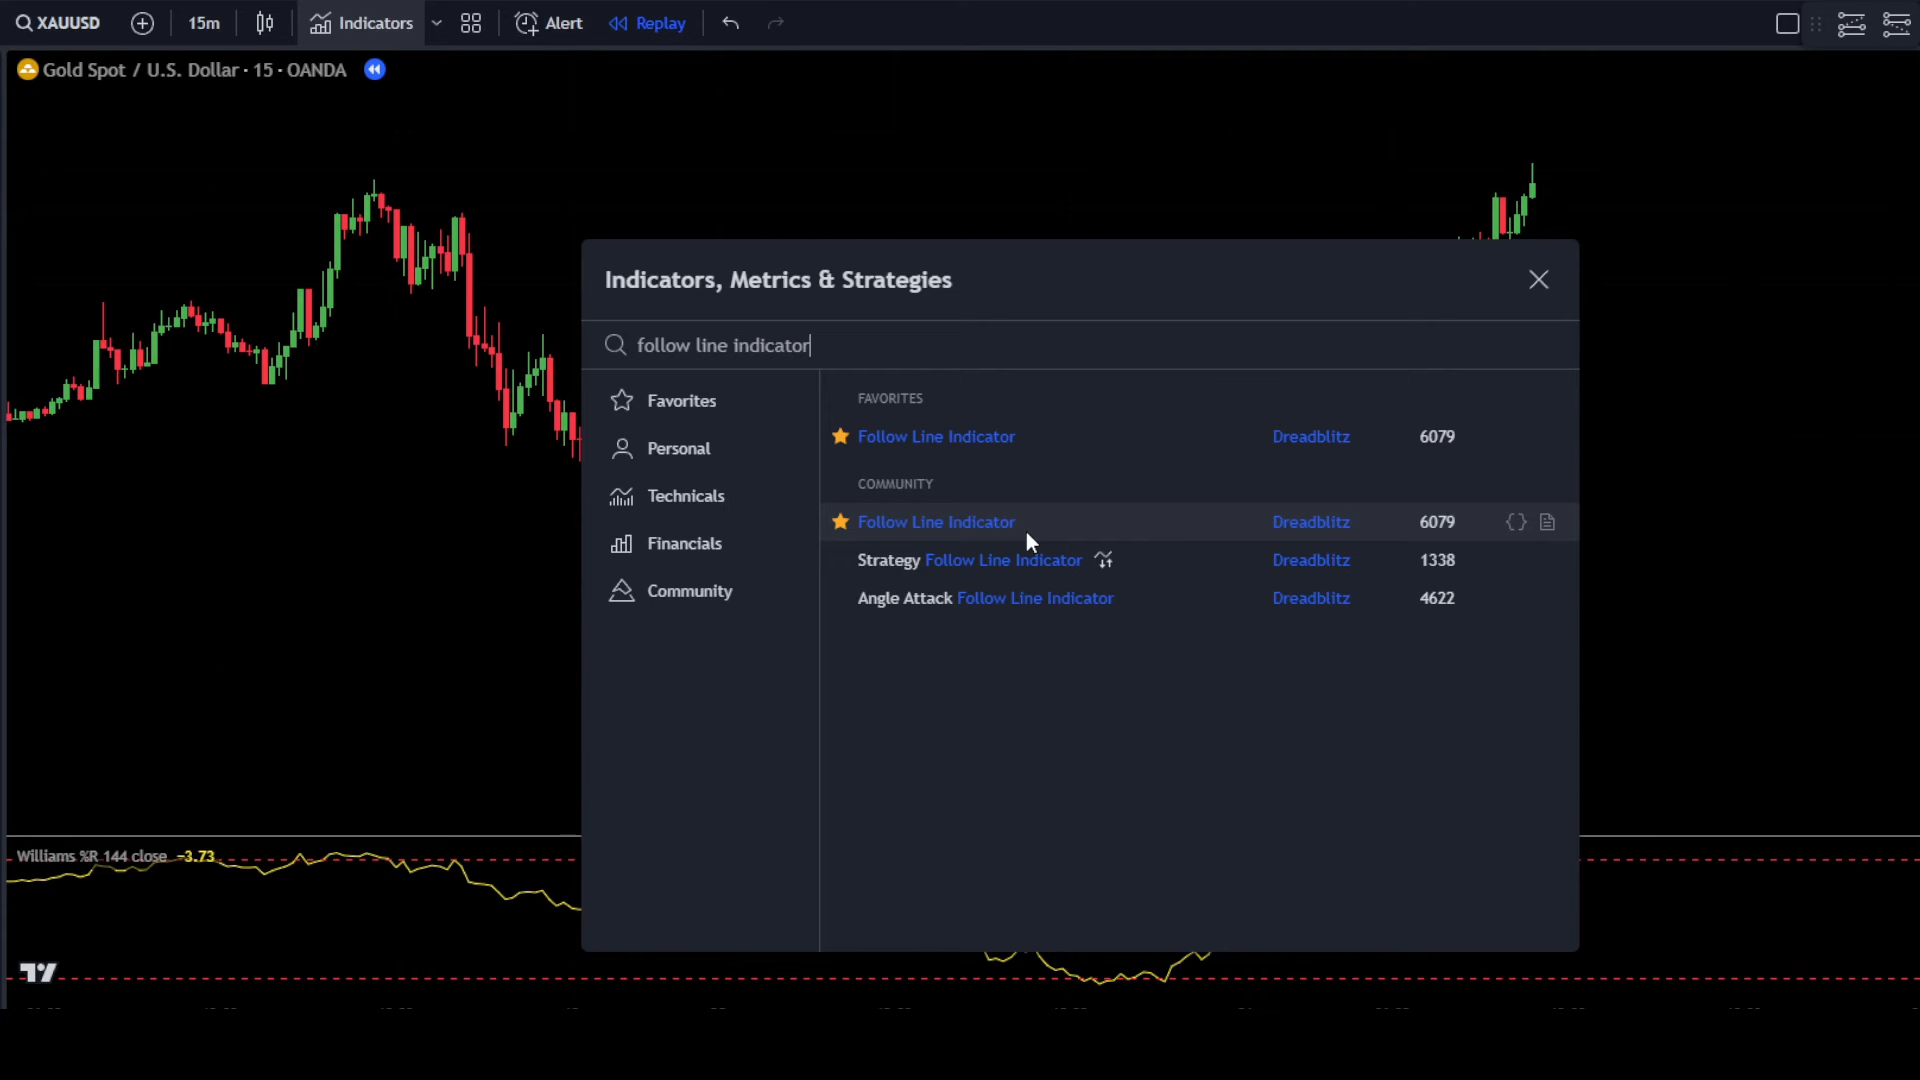 XAUUSD 15m Indicators Alert Replay
Gold Spot / U.S. Dollar · 15 · OANDA
Indicators, Metrics & Strategies
follow line indicator
Favorites
Personal
Technicals
Financials
Community
FAVORITES
Follow Line Indicator Dreadblitz 6079
COMMUNITY
Follow Line Indicator Dreadblitz 6079
Strategy Follow Line Indicator Dreadblitz 1338
Angle Attack Follow Line Indicator Dreadblitz 4622
Williams %R 144 close −3.73